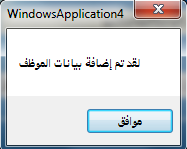 WindowsApplication4
لقد تم إضافة بيانات الموظف
موافق